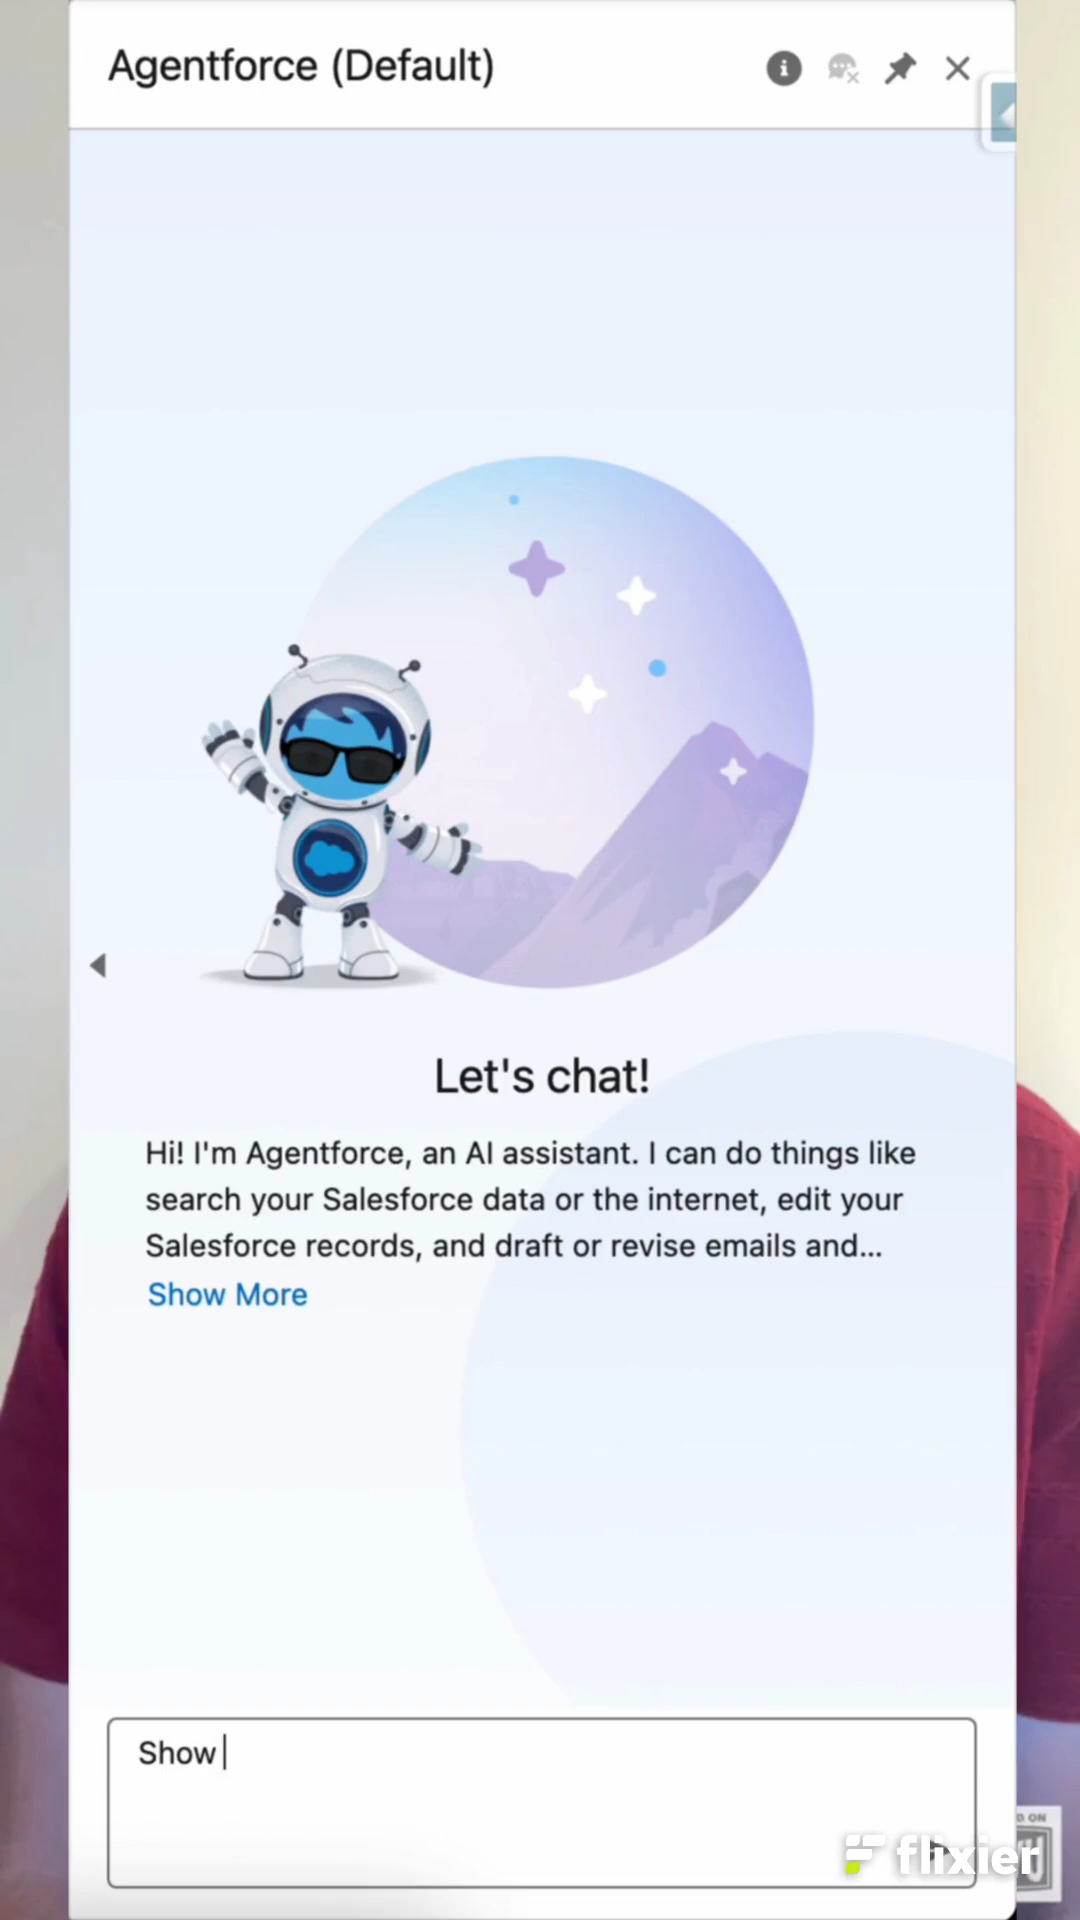 Agentforce (Default)
Let's chat!
Hi! I'm Agentforce, an AI assistant. I can do things like
search your Salesforce data or the internet, edit your
Salesforce records, and draft or revise emails and...
Show More
Show
D ON
flixier